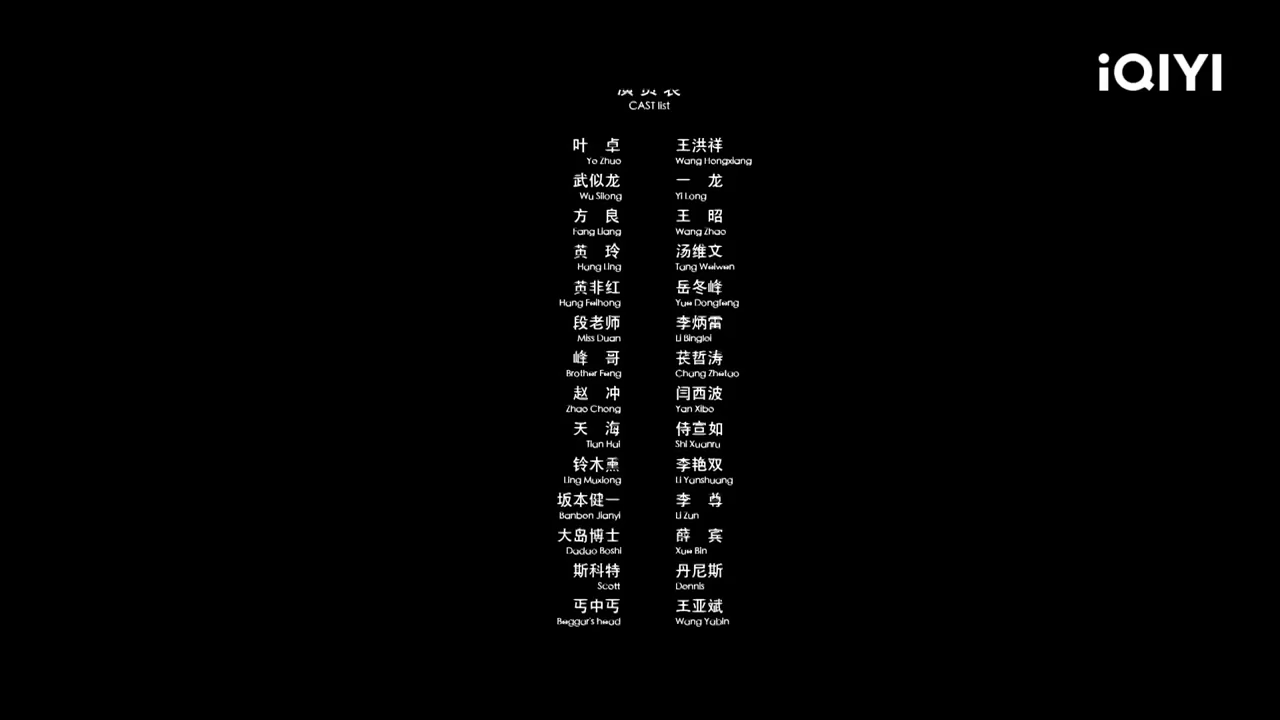 iQIYI
CAST list
叶 卓 王洪祥
Ye Zhuo Wang Hongxiang
武似龙 一 龙
Wu Silong Yi Long
方 良 王 昭
Fang Liang Wang Zhao
黄 玲 汤维文
Hang Ling Tang Weiwen
黄非红 岳冬峰
Hang Feihong Yue Dongfeng
段老师 李炳雷
Miss Duan Li Binglei
峰 哥 苌哲涛
Brother Feng Chang Zhetao
赵 冲 闫西波
Zhao Chong Yan Xibo
天 海 侍宣如
Tian Hai Shi Xuanru
铃木熏 李艳双
Ling Muxiong Li Yanshuang
坂本健一 李 尊
Banben Jianyi Li Zun
大岛博士 薛 宾
Dadao Boshi Xue Bin
斯科特 丹尼斯
Scott Dennis
丐中丐 王亚斌
Beggar's head Wang Yabin